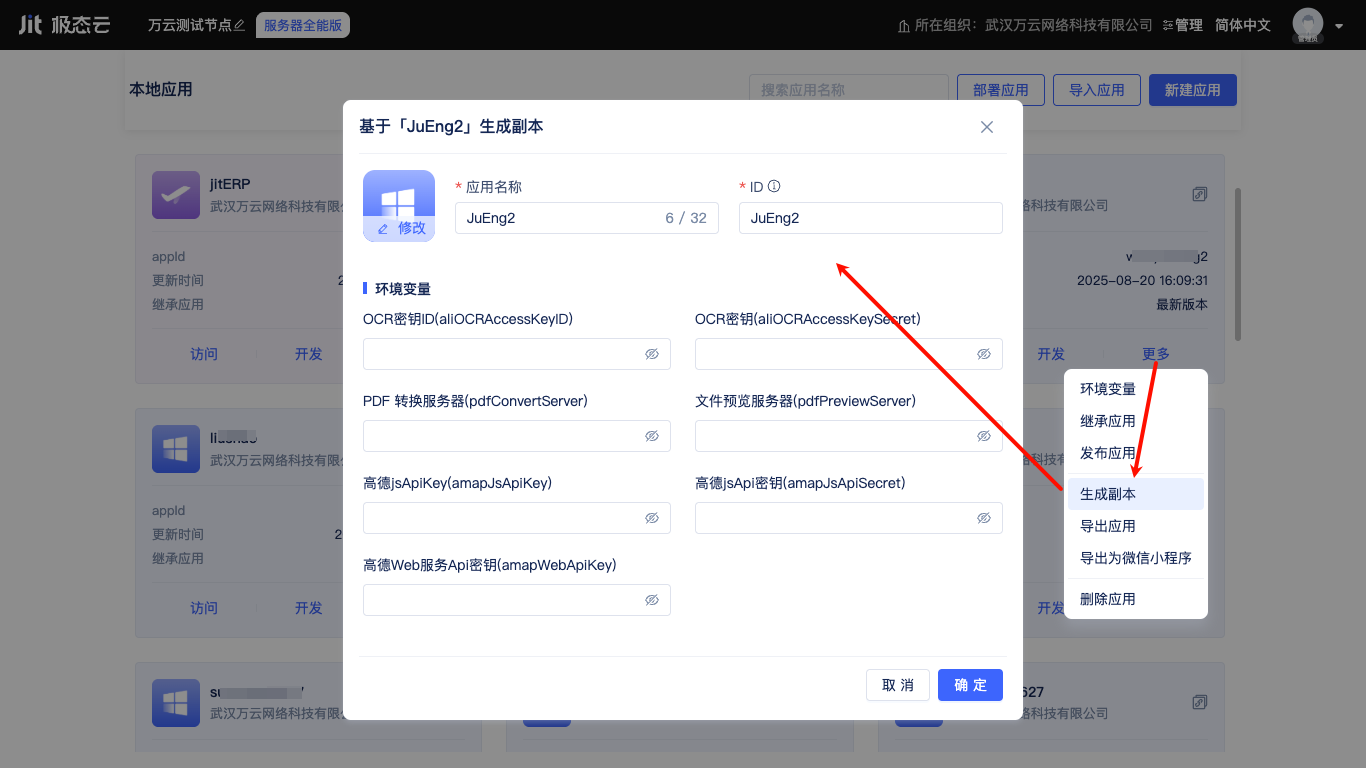 Jit 极态云
万云测试节点
服务器全能版
所在组织：武汉万云网络科技有限公司
管理
简体中文
本地应用
搜索应用名称
部署应用
导入应用
新建应用
jitERP
武汉万云网络科技有限
appId
更新时间
继承应用
访问
开发
络科技有限公司
g2
2025-08-20 16:09:31
最新版本
开发
更多
基于「JuEng2」生成副本
修改
* 应用名称
JuEng2
6 / 32
* ID
JuEng2
环境变量
OCR密钥ID(aliOCRAccessKeyID)
OCR密钥(aliOCRAccessKeySecret)
PDF 转换服务器(pdfConvertServer)
文件预览服务器(pdfPreviewServer)
高德jsApiKey(amapJsApiKey)
高德jsApi密钥(amapJsApiSecret)
高德Web服务Api密钥(amapWebApiKey)
取 消
确 定
环境变量
继承应用
发布应用
生成副本
导出应用
导出为微信小程序
删除应用
武汉万云网络科技有限
appId
更新时间
继承应用
访问
开发
开发
武汉万云网络科技有限
627
络科技有限公司